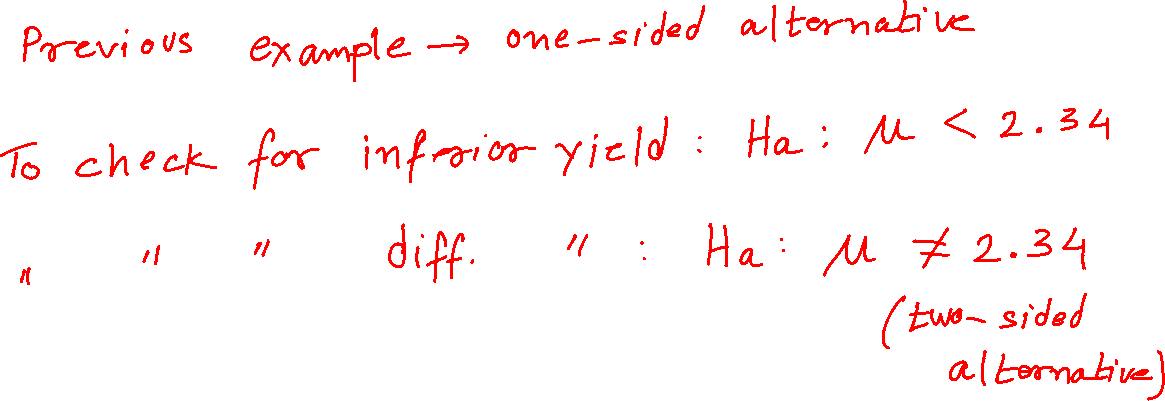 Previous example → one-sided alternative
To check for inferior yield : Ha : μ < 2.34
" " " diff. " : Ha : μ ≠ 2.34
(two-sided
alternative)